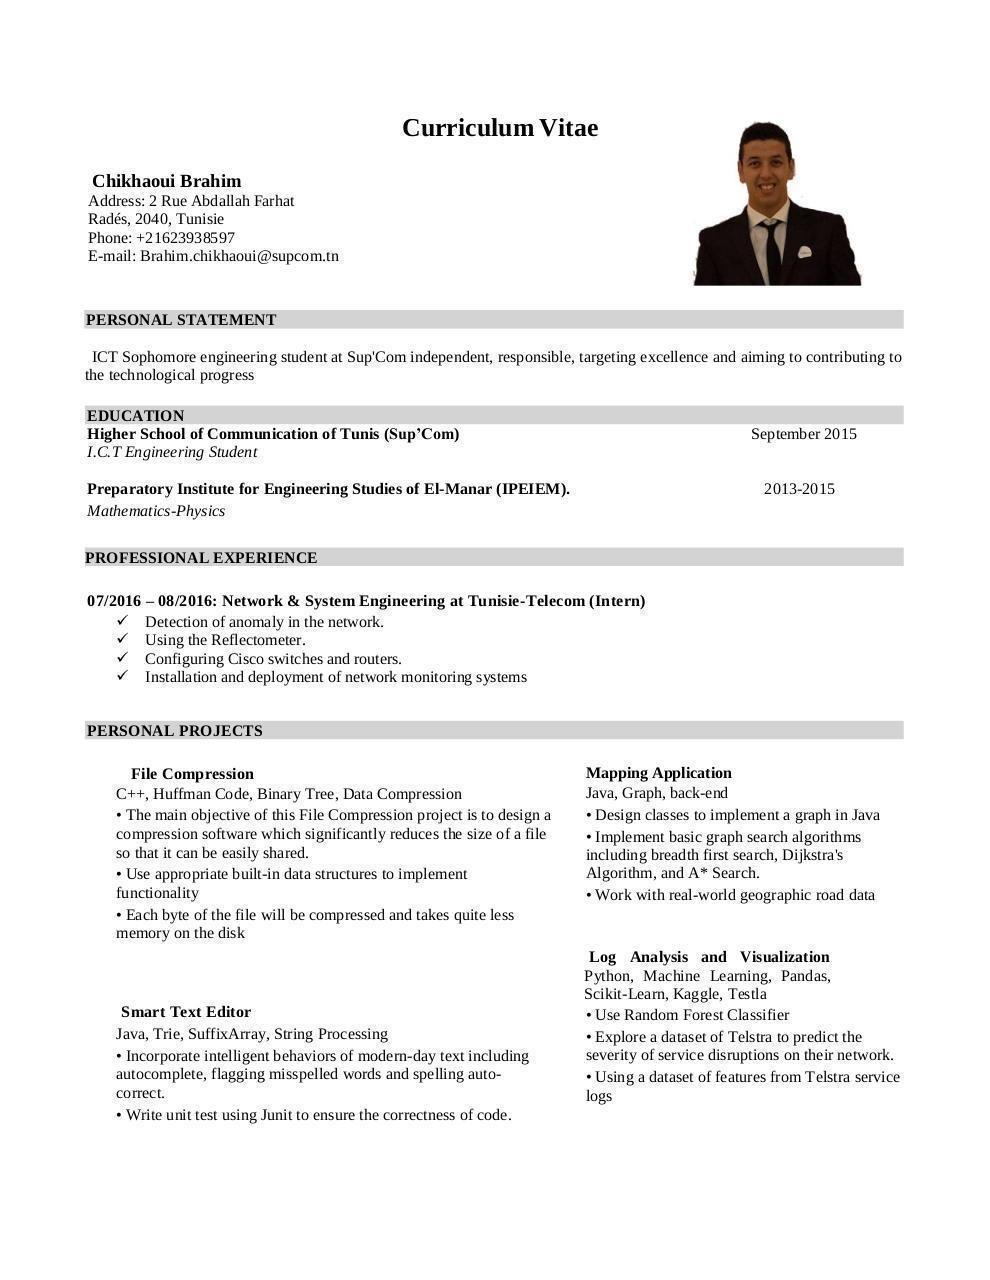 Curriculum Vitae
Chikhaoui Brahim
Address: 2 Rue Abdallah Farhat
Radés, 2040, Tunisie
Phone: +21623938597
E-mail: Brahim.chikhaoui@supcom.tn
PERSONAL STATEMENT
ICT Sophomore engineering student at Sup'Com independent, responsible, targeting excellence and aiming to contributing to
the technological progress
EDUCATION
Higher School of Communication of Tunis (Sup’Com) September 2015
I.C.T Engineering Student
Preparatory Institute for Engineering Studies of El-Manar (IPEIEM). 2013-2015
Mathematics-Physics
PROFESSIONAL EXPERIENCE
07/2016 – 08/2016: Network & System Engineering at Tunisie-Telecom (Intern)
✓ Detection of anomaly in the network.
✓ Using the Reflectometer.
✓ Configuring Cisco switches and routers.
✓ Installation and deployment of network monitoring systems
PERSONAL PROJECTS
File Compression
C++, Huffman Code, Binary Tree, Data Compression
• The main objective of this File Compression project is to design a
compression software which significantly reduces the size of a file
so that it can be easily shared.
• Use appropriate built-in data structures to implement
functionality
• Each byte of the file will be compressed and takes quite less
memory on the disk
Smart Text Editor
Java, Trie, SuffixArray, String Processing
• Incorporate intelligent behaviors of modern-day text including
autocomplete, flagging misspelled words and spelling auto-
correct.
• Write unit test using Junit to ensure the correctness of code.
Mapping Application
Java, Graph, back-end
• Design classes to implement a graph in Java
• Implement basic graph search algorithms
including breadth first search, Dijkstra's
Algorithm, and A* Search.
• Work with real-world geographic road data
Log Analysis and Visualization
Python, Machine Learning, Pandas,
Scikit-Learn, Kaggle, Testla
• Use Random Forest Classifier
• Explore a dataset of Telstra to predict the
severity of service disruptions on their network.
• Using a dataset of features from Telstra service
logs